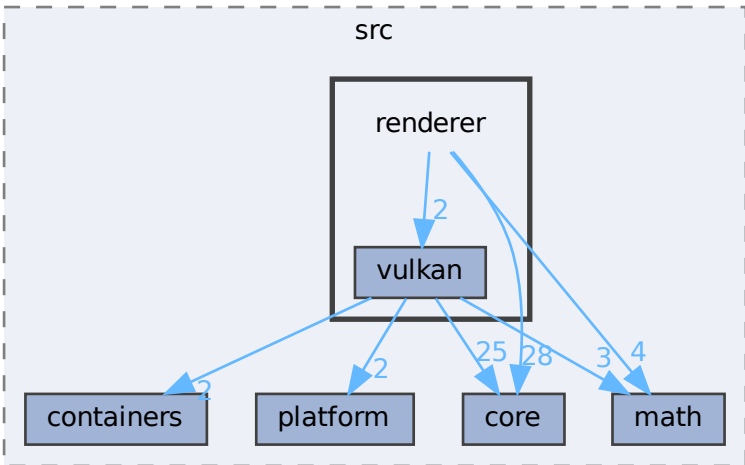 src
renderer
2
vulkan
25
28
3
4
2
2
containers
platform
core
math